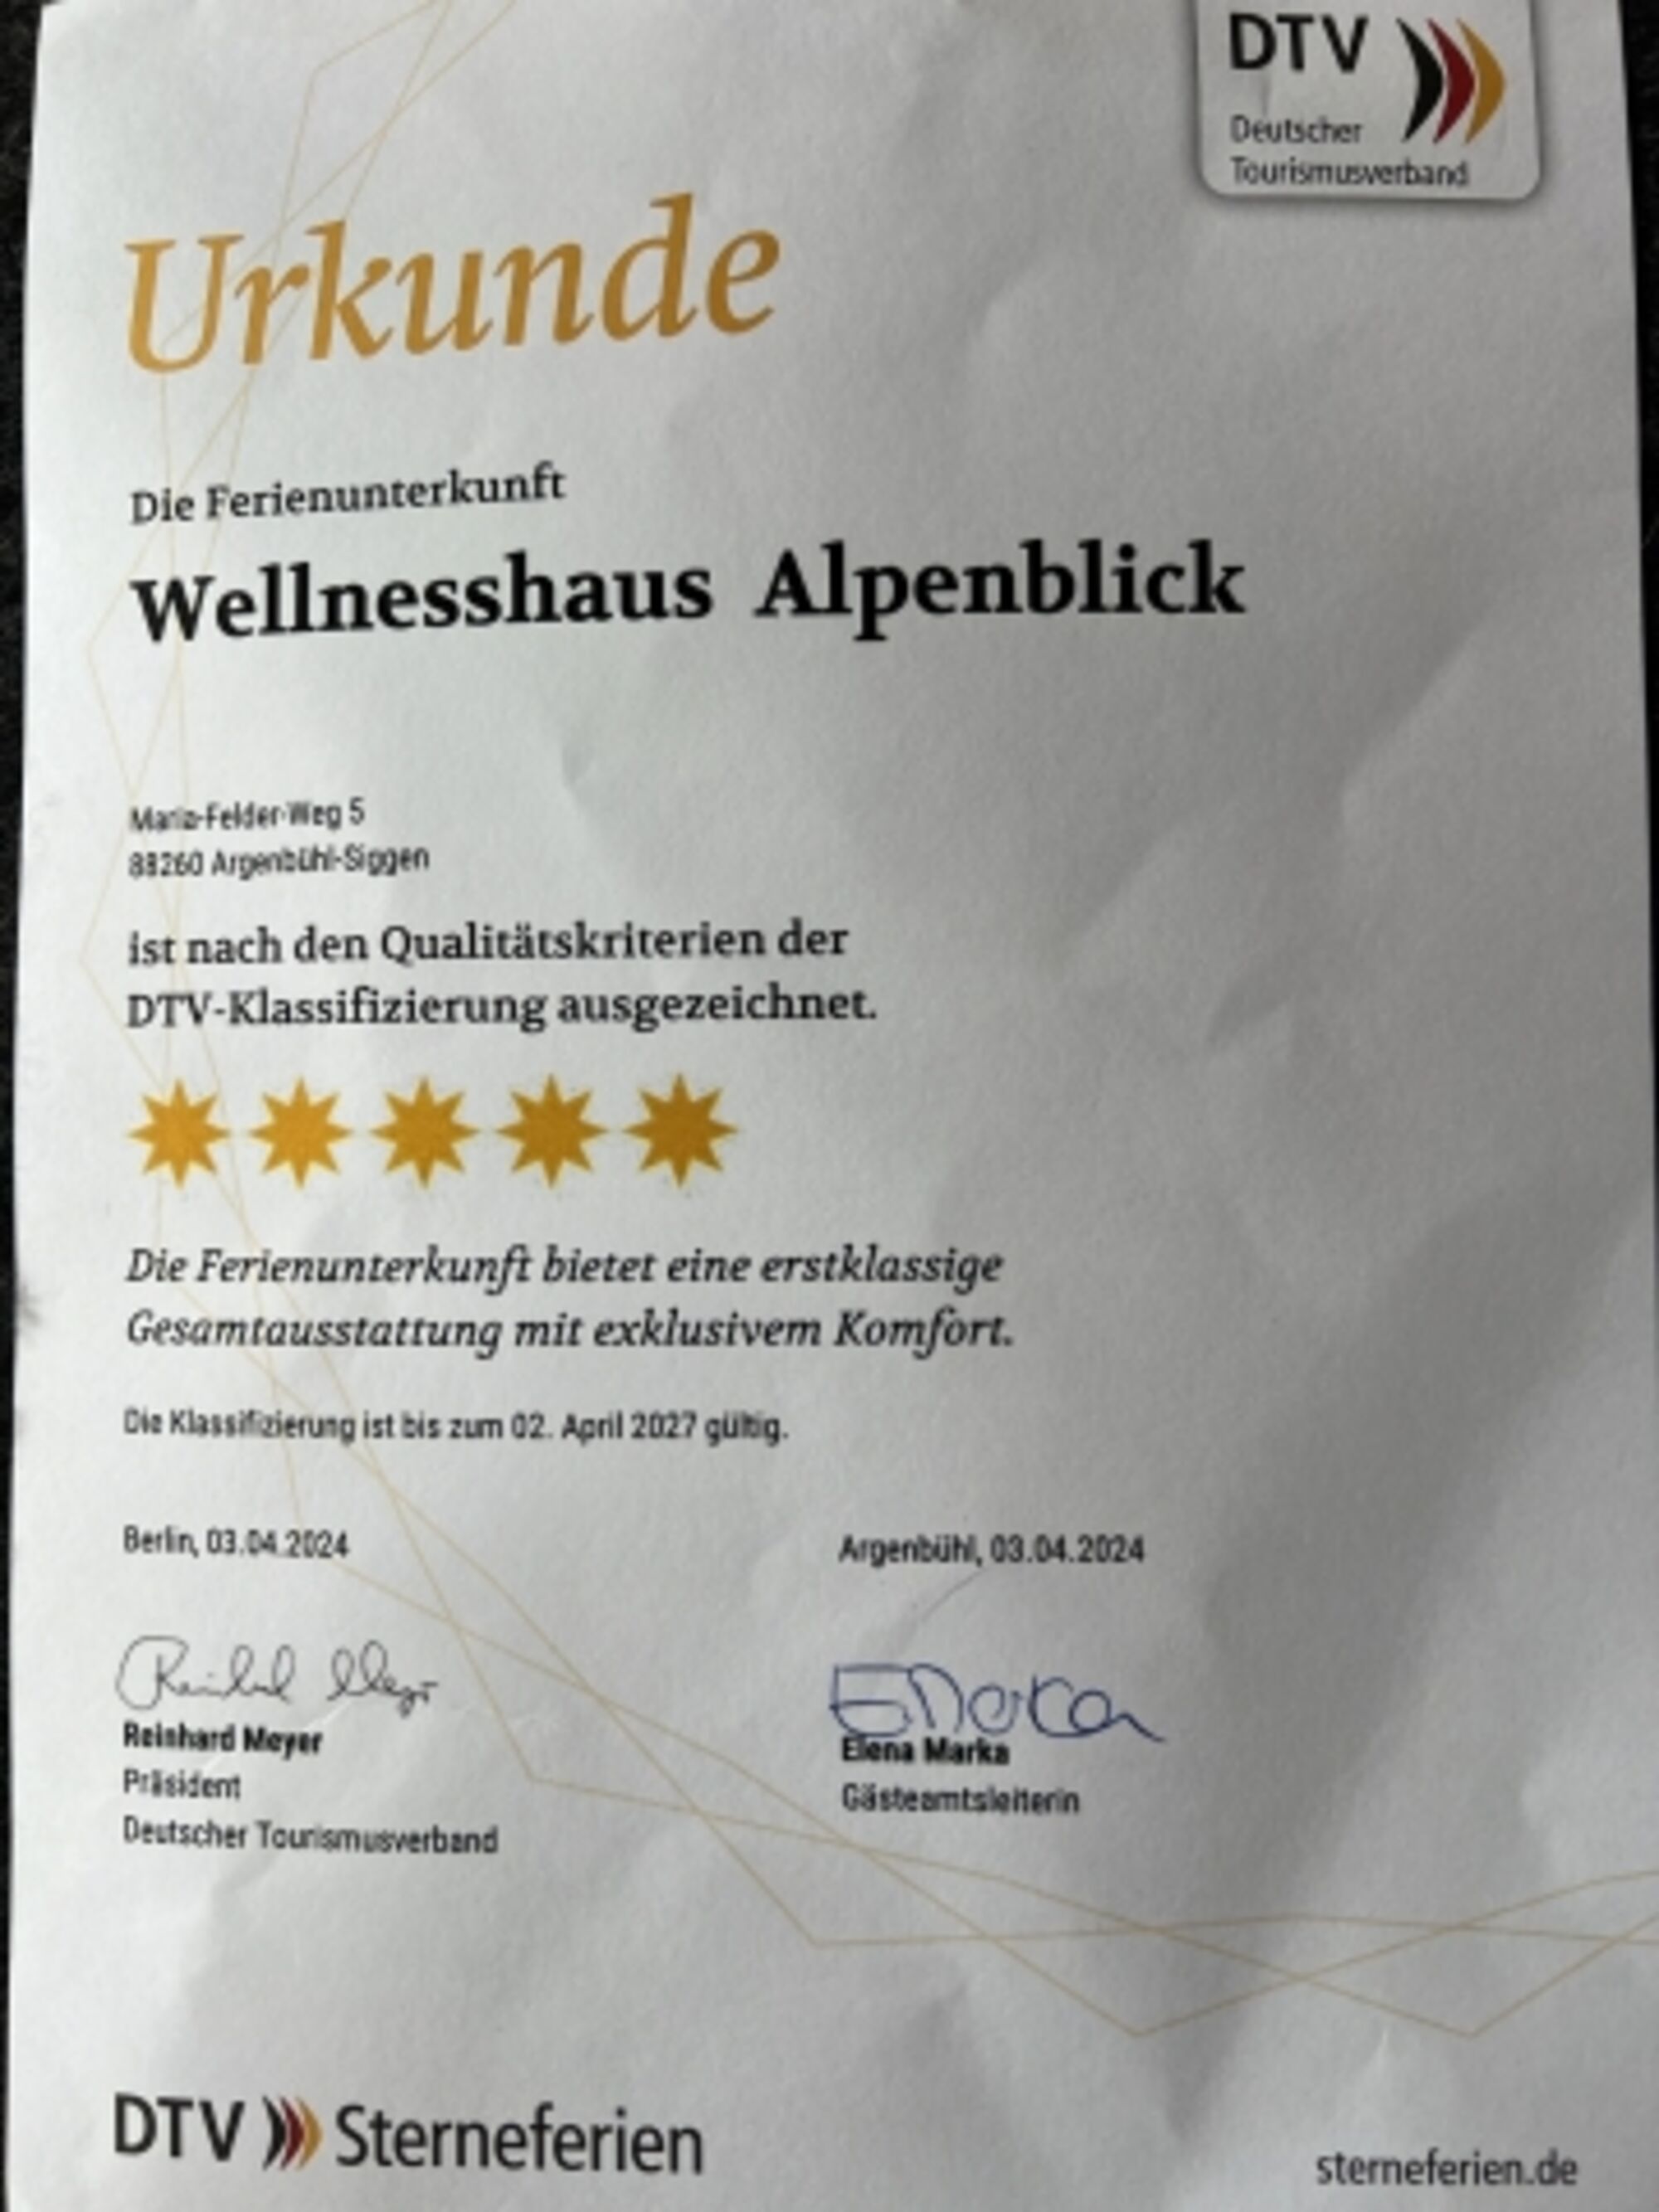 DTV
Deutscher
Tourismusverband
Urkunde
Die Ferienunterkunft
Wellnesshaus Alpenblick
Maria-Felder-Weg 5
88260 Argenbühl-Siggen
ist nach den Qualitätskriterien der
DTV-Klassifizierung ausgezeichnet.
Die Ferienunterkunft bietet eine erstklassige
Gesamtausstattung mit exklusivem Komfort.
Die Klassifizierung ist bis zum 02. April 2027 gültig.
Berlin, 03.04.2024
Argenbühl, 03.04.2024
Reinhard Meyer
EMarka
Reinhard Meyer
Elena Marka
Präsident
Gästeamtsleiterin
Deutscher Tourismusverband
DTV Sterneferien
sterneferien.de